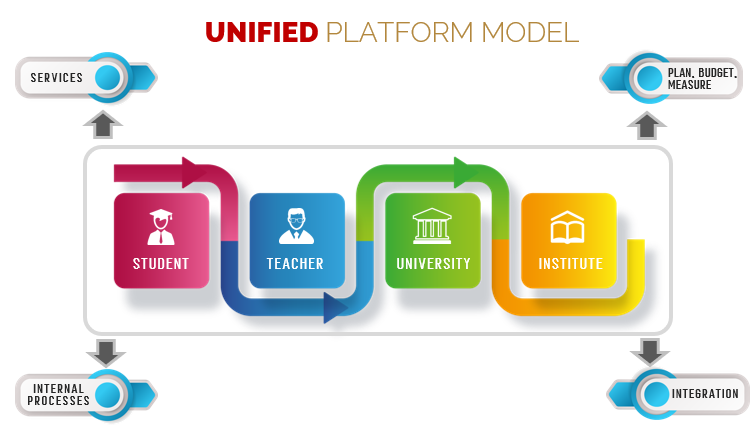 UNIFIED PLATFORM MODEL
SERVICES
PLAN, BUDGET,
MEASURE
STUDENT
TEACHER
UNIVERSITY
INSTITUTE
INTERNAL
PROCESSES
INTEGRATION